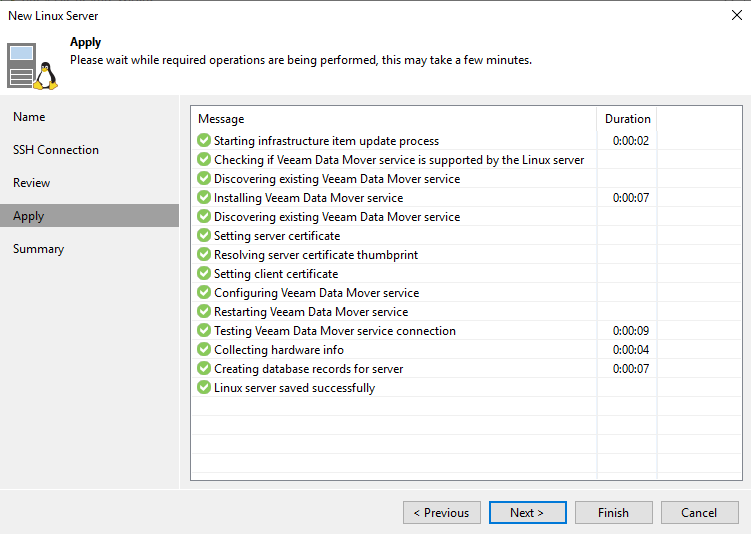 New Linux Server
Apply
Please wait while required operations are being performed, this may take a few minutes.
Name
SSH Connection
Review
Apply
Summary
Message Duration
Starting infrastructure item update process 0:00:02
Checking if Veeam Data Mover service is supported by the Linux server
Discovering existing Veeam Data Mover service
Installing Veeam Data Mover service 0:00:07
Discovering existing Veeam Data Mover service
Setting server certificate
Resolving server certificate thumbprint
Setting client certificate
Configuring Veeam Data Mover service
Restarting Veeam Data Mover service
Testing Veeam Data Mover service connection 0:00:09
Collecting hardware info 0:00:04
Creating database records for server 0:00:07
Linux server saved successfully
< Previous Next > Finish Cancel